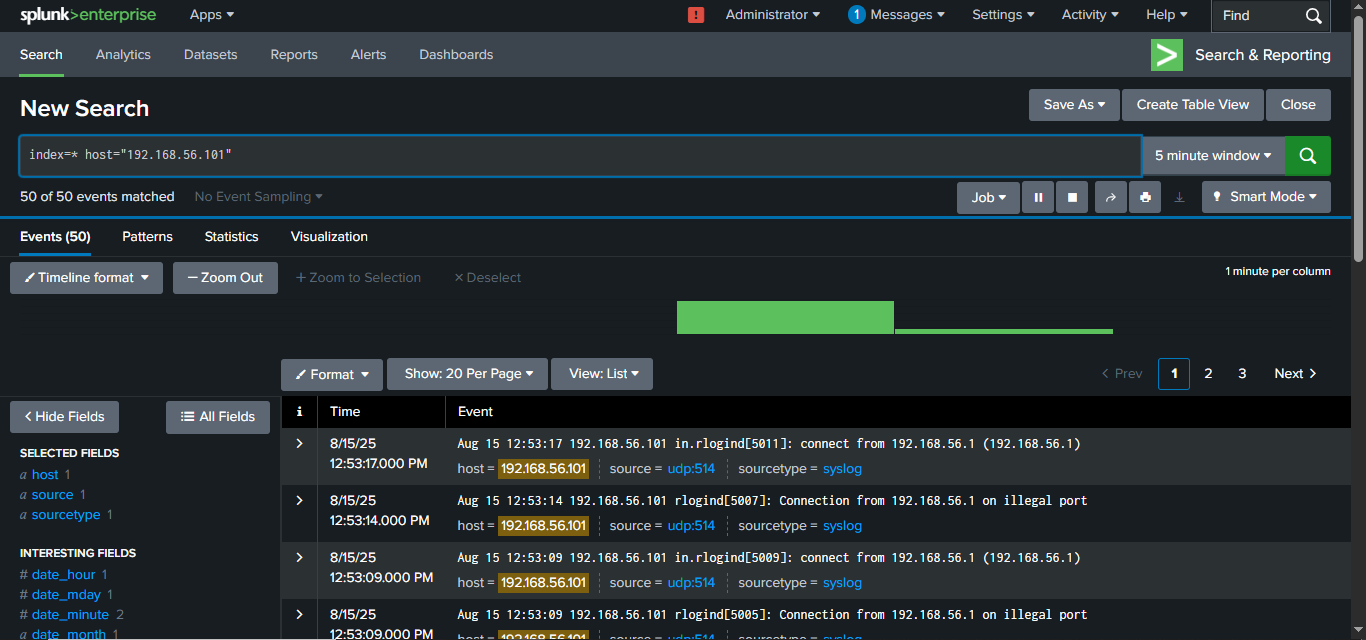 splunk>enterprise Apps ! Administrator 1 Messages Settings Activity Help Find
Search Analytics Datasets Reports Alerts Dashboards > Search & Reporting
New Search Save As Create Table View Close
index=* host="192.168.56.101" 5 minute window
50 of 50 events matched No Event Sampling Job Smart Mode
Events (50) Patterns Statistics Visualization
Timeline format — Zoom Out + Zoom to Selection × Deselect 1 minute per column
Format Show: 20 Per Page View: List < Prev 1 2 3 Next >
< Hide Fields All Fields i Time Event
SELECTED FIELDS
a host 1
a source 1
a sourcetype 1
INTERESTING FIELDS
# date_hour 1
# date_mday 1
# date_minute 2
a date_month 1
> 8/15/25 Aug 15 12:53:17 192.168.56.101 in.rlogind[5011]: connect from 192.168.56.1 (192.168.56.1)
12:53:17.000 PM host = 192.168.56.101 source = udp:514 sourcetype = syslog
> 8/15/25 Aug 15 12:53:14 192.168.56.101 rlogind[5007]: Connection from 192.168.56.1 on illegal port
12:53:14.000 PM host = 192.168.56.101 source = udp:514 sourcetype = syslog
> 8/15/25 Aug 15 12:53:09 192.168.56.101 in.rlogind[5009]: connect from 192.168.56.1 (192.168.56.1)
12:53:09.000 PM host = 192.168.56.101 source = udp:514 sourcetype = syslog
> 8/15/25 Aug 15 12:53:09 192.168.56.101 rlogind[5005]: Connection from 192.168.56.1 on illegal port
12:53:09.000 PM host = 192.168.56.101 source = udp:514 sourcetype = syslog